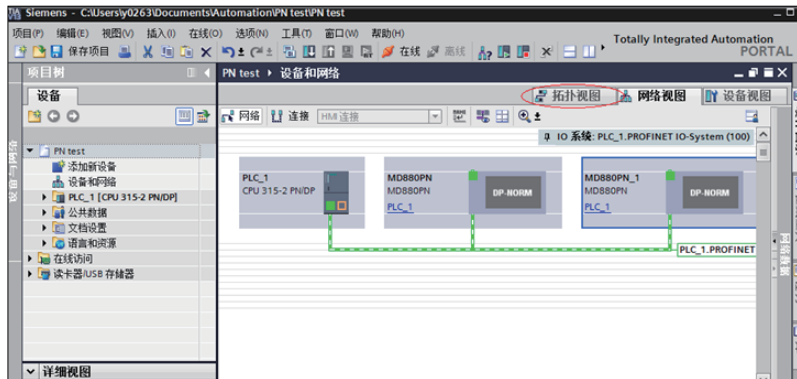 Siemens - C:\Users\y0263\Documents\Automation\PN test\PN test
项目(P) 编辑(E) 视图(V) 插入(I) 在线(O) 选项(N) 工具(T) 窗口(W) 帮助(H)
Totally Integrated Automation
PORTAL
保存项目 在线 离线
项目树
PN test 设备和网络
设备
拓扑视图 网络视图 设备视图
网络 连接 HMI连接
IO 系统: PLC_1.PROFINET IO-System (100)
PN test
添加新设备
设备和网络
PLC_1 [CPU 315-2 PN/DP]
公共数据
文档设置
语言和资源
在线访问
读卡器/USB 存储器
PLC_1
CPU 315-2 PN/DP
MD880PN
MD880PN
PLC_1
DP-NORM
MD880PN_1
MD880PN
PLC_1
DP-NORM
PLC_1.PROFINET
详细视图